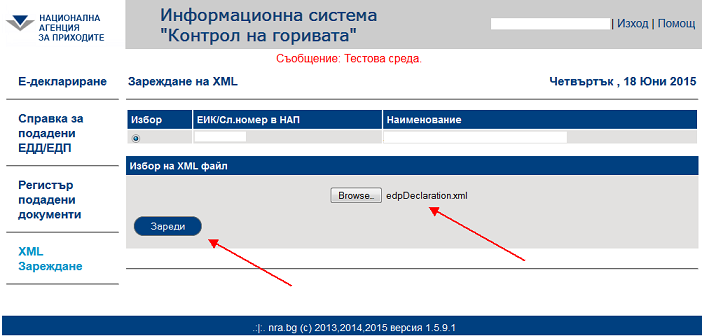 НАЦИОНАЛНА
АГЕНЦИЯ
ЗА ПРИХОДИТЕ
Информационна система
"Контрол на горивата"
| Изход | Помощ
Съобщение: Тестова среда.
Е-деклариране
Зареждане на XML
Четвъртък , 18 Юни 2015
Справка за
подадени
ЕДД/ЕДП
Регистър
подадени
документи
XML
Зареждане
Избор ЕИК/Сл.номер в НАП Наименование
Избор на XML файл
Browse.. edpDeclaration.xml
Зареди
.:|:. nra.bg (c) 2013,2014,2015 версия 1.5.9.1